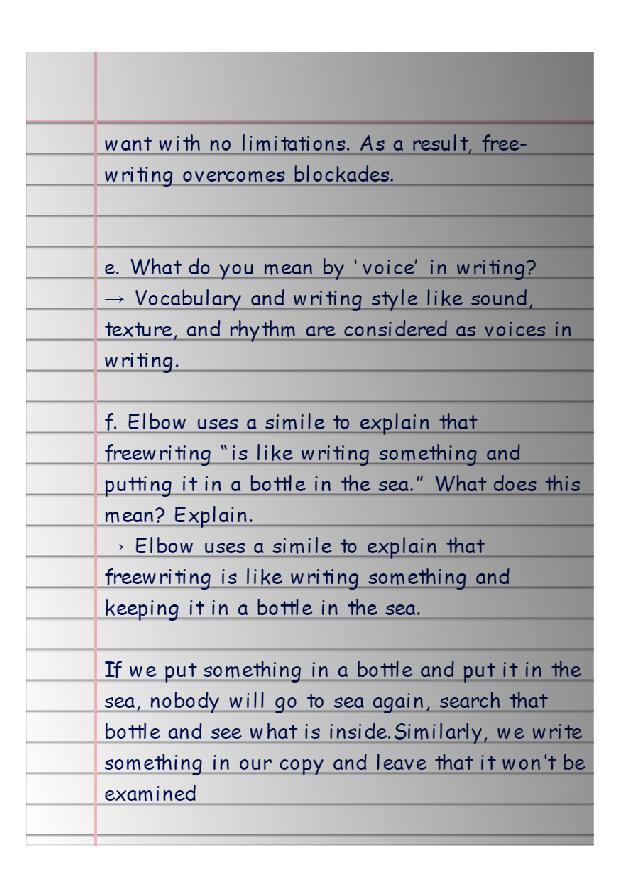 want with no limitations. As a result, free-
writing overcomes blockades.
e. What do you mean by 'voice' in writing?
→ Vocabulary and writing style like sound,
texture, and rhythm are considered as voices in
writing.
f. Elbow uses a simile to explain that
freewriting “is like writing something and
putting it in a bottle in the sea.” What does this
mean? Explain.
→ Elbow uses a simile to explain that
freewriting is like writing something and
keeping it in a bottle in the sea.
If we put something in a bottle and put it in the
sea, nobody will go to sea again, search that
bottle and see what is inside.Similarly, we write
something in our copy and leave that it won't be
examined